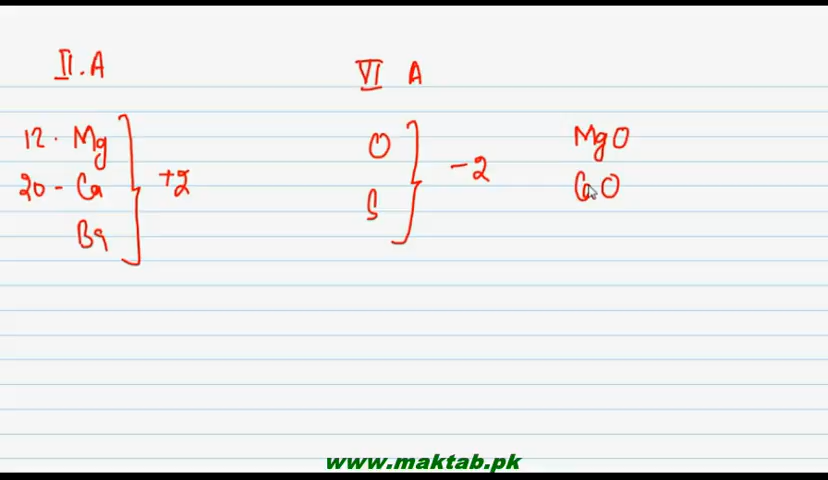 II.A
VI A
12. Mg
20 - Ca
Ba
+2
O
S
-2
MgO
CaO
www.maktab.pk